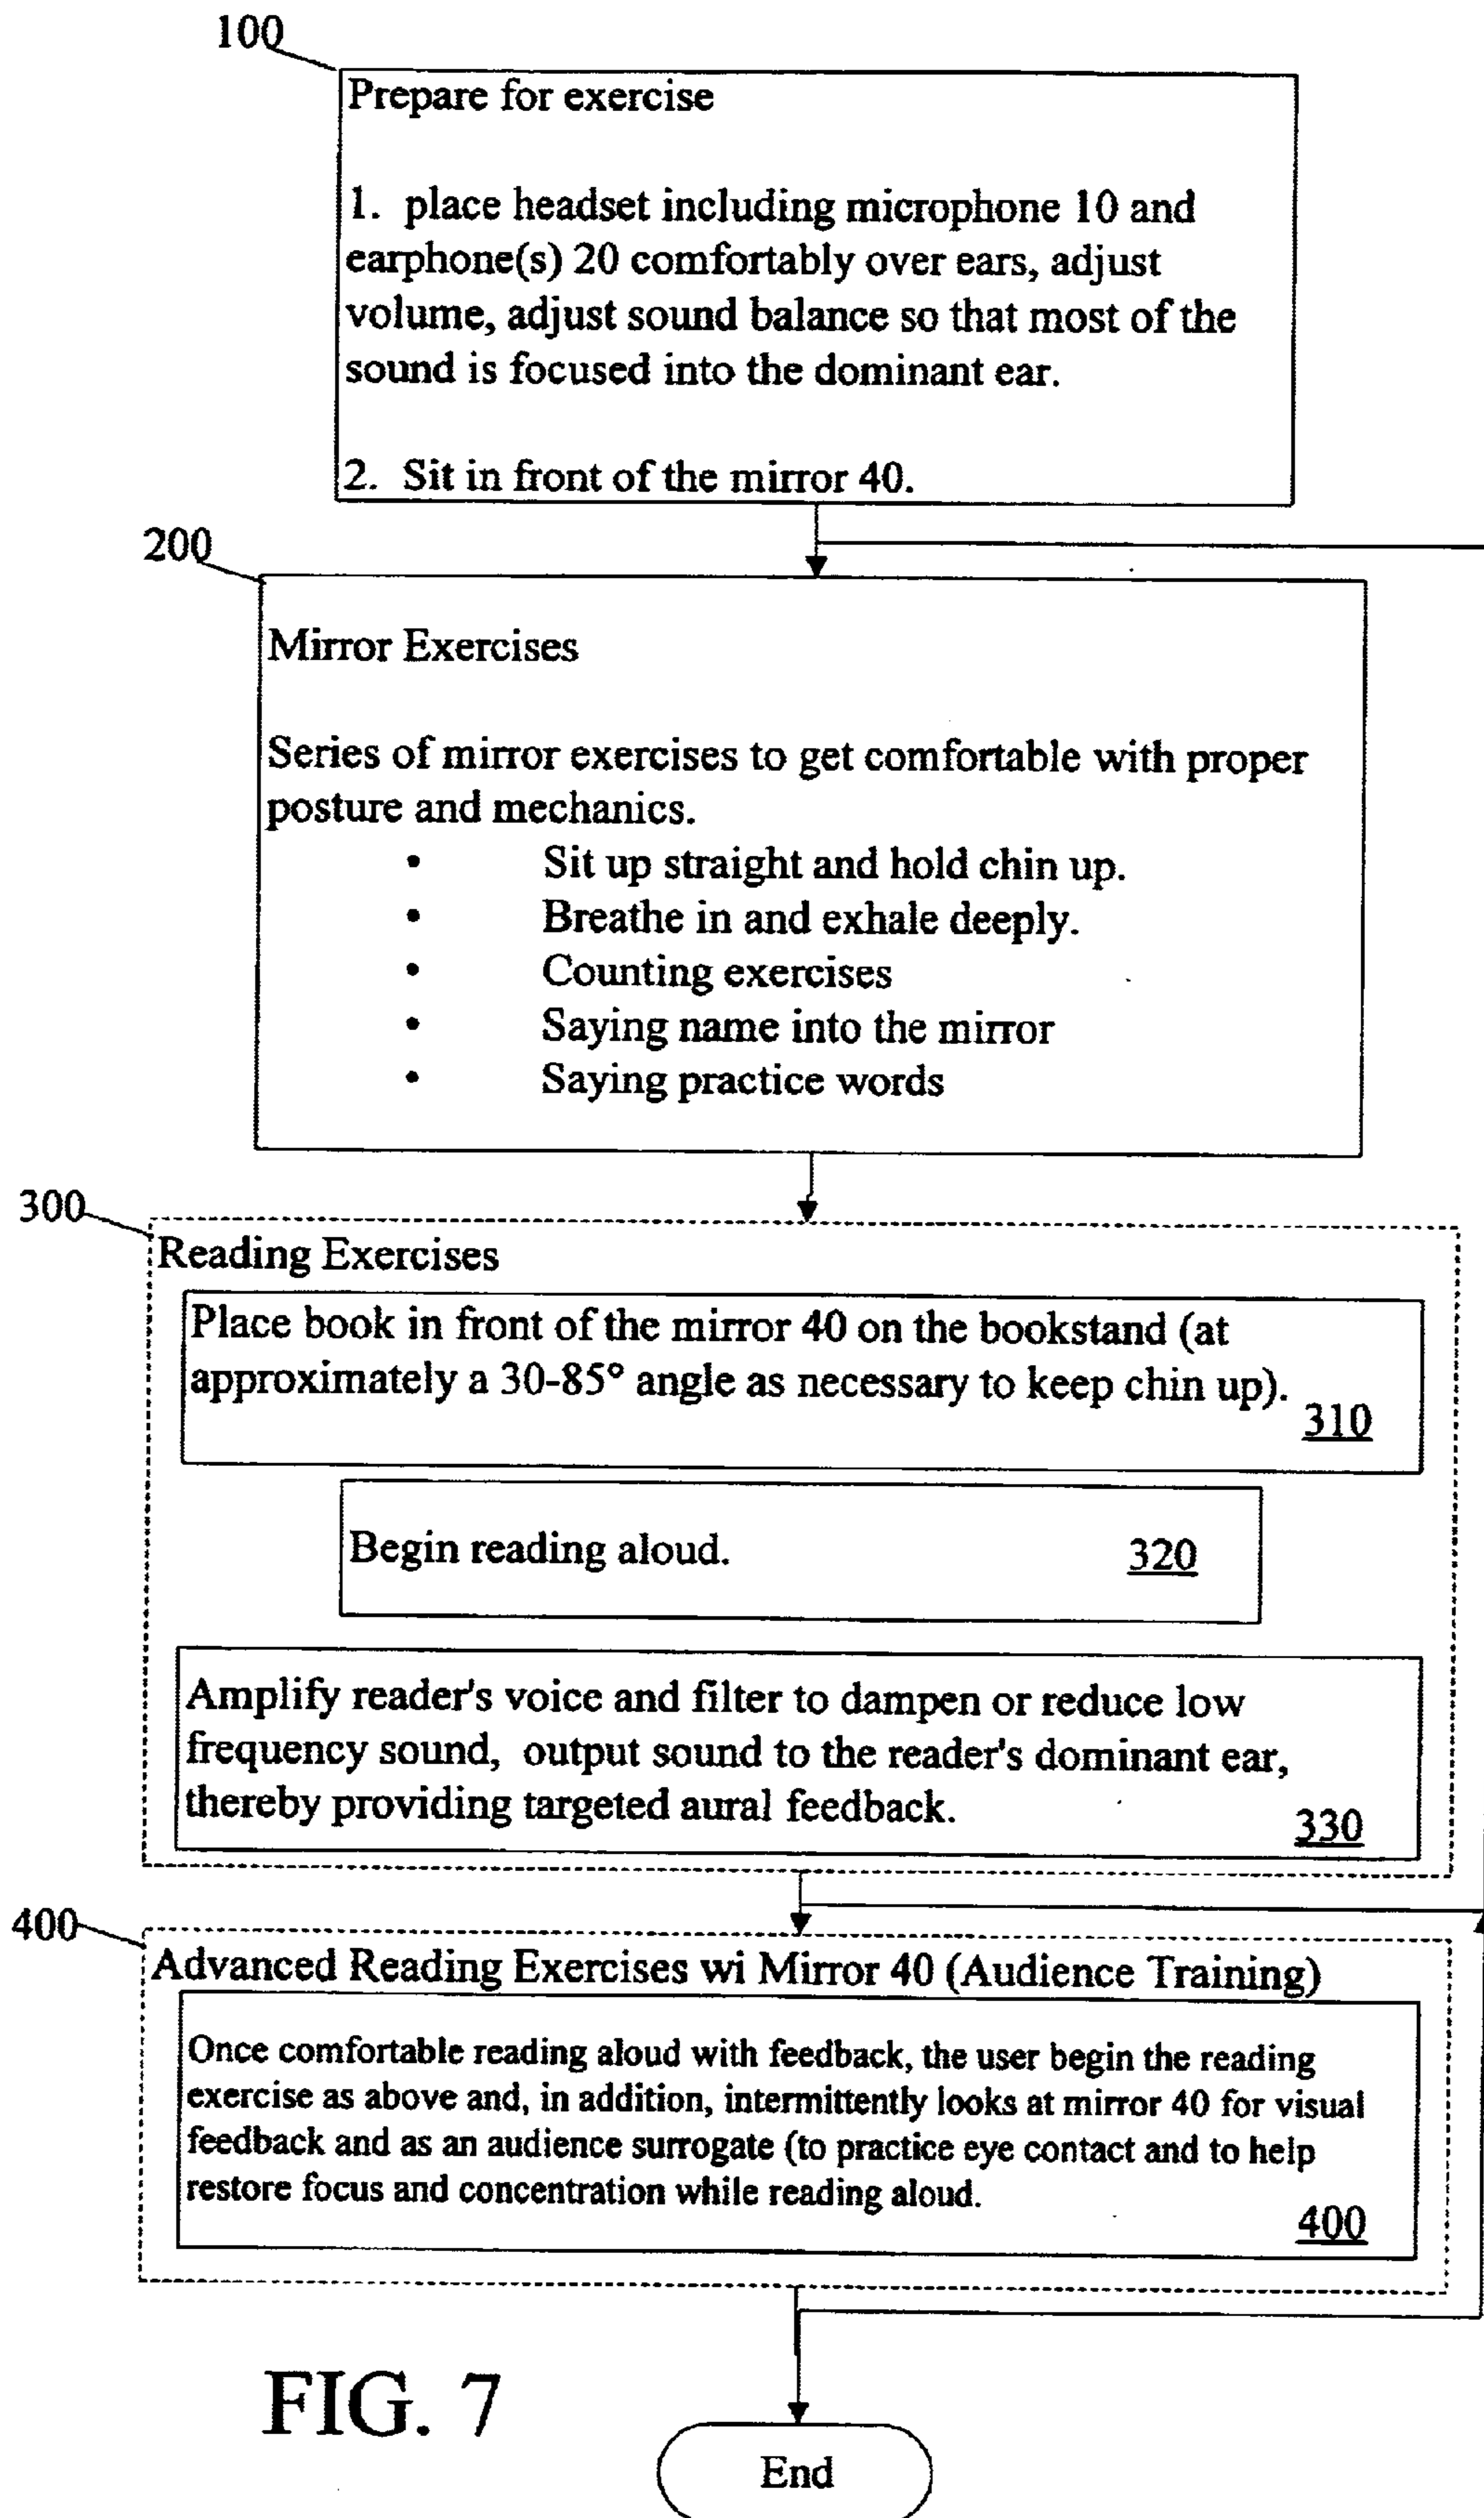 100
Prepare for exercise
1. place headset including microphone 10 and
earphone(s) 20 comfortably over ears, adjust
volume, adjust sound balance so that most of the
sound is focused into the dominant ear.
2. Sit in front of the mirror 40.
200
Mirror Exercises
Series of mirror exercises to get comfortable with proper
posture and mechanics.
• Sit up straight and hold chin up.
• Breathe in and exhale deeply.
• Counting exercises
• Saying name into the mirror
• Saying practice words
300
Reading Exercises
Place book in front of the mirror 40 on the bookstand (at
approximately a 30-85° angle as necessary to keep chin up).
310
Begin reading aloud. 320
Amplify reader's voice and filter to dampen or reduce low
frequency sound, output sound to the reader's dominant ear,
thereby providing targeted aural feedback.
330
400
Advanced Reading Exercises wi Mirror 40 (Audience Training)
Once comfortable reading aloud with feedback, the user begin the reading
exercise as above and, in addition, intermittently looks at mirror 40 for visual
feedback and as an audience surrogate (to practice eye contact and to help
restore focus and concentration while reading aloud.
400
FIG. 7
End